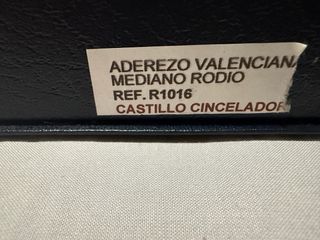 ADEREZO VALENCIANA
MEDIANO RODIO
REF. R1016
CASTILLO CINCELADOR